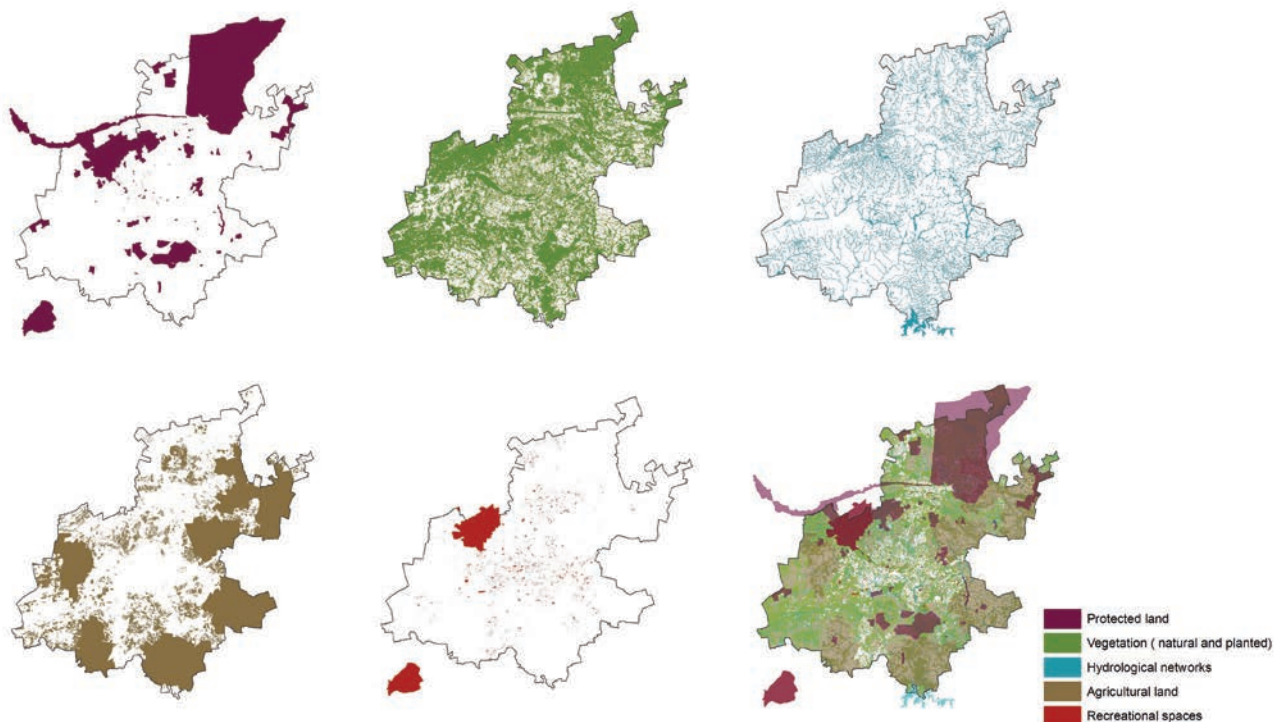 Protected land
Vegetation ( natural and planted)
Hydrological networks
Agricultural land
Recreational spaces